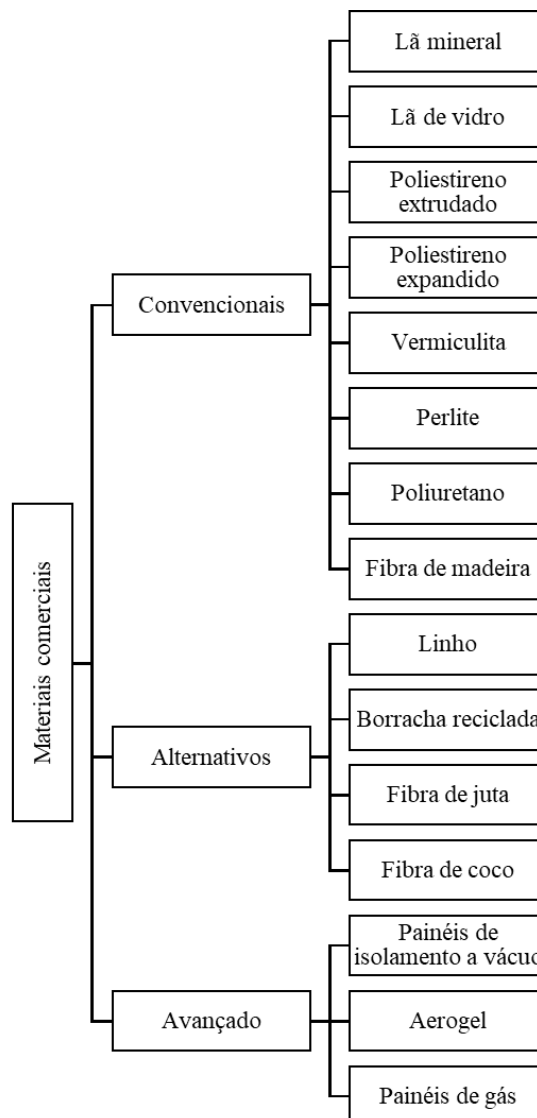 Materiais comerciais
Convencionais
Lã mineral
Lã de vidro
Poliestireno
extrudado
Poliestireno
expandido
Vermiculita
Perlite
Poliuretano
Fibra de madeira
Alternativos
Linho
Borracha reciclada
Fibra de juta
Fibra de coco
Avançado
Painéis de
isolamento a vácuo
Aerogel
Painéis de gás